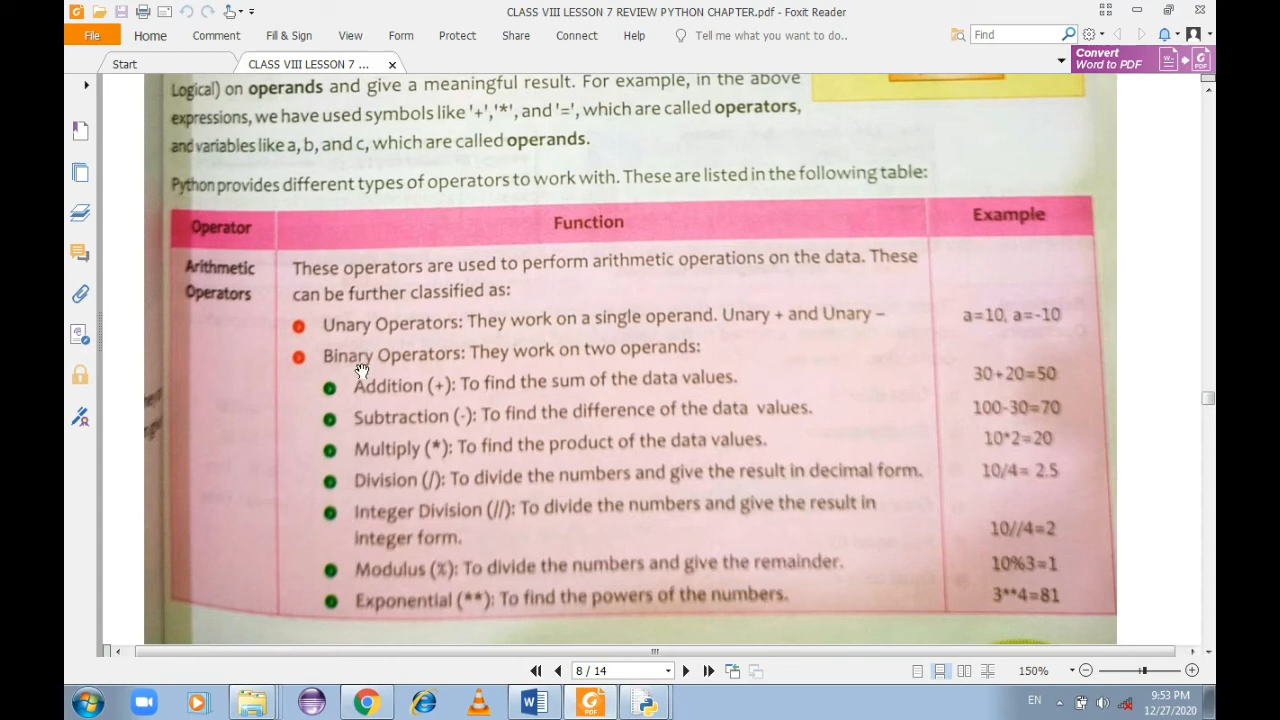 CLASS VIII LESSON 7 REVIEW PYTHON CHAPTER.pdf - Foxit Reader
File Home Comment Fill & Sign View Form Protect Share Connect Help Tell me what you want to do.. Find
Start CLASS VIII LESSON 7 ... Convert Word to PDF
Logical) on operands and give a meaningful result. For example, in the above
expressions, we have used symbols like '+','*', and '=', which are called operators,
and variables like a, b, and c, which are called operands.
Python provides different types of operators to work with. These are listed in the following table:
Operator Function Example
Arithmetic Operators
These operators are used to perform arithmetic operations on the data. These
can be further classified as:
Unary Operators: They work on a single operand. Unary + and Unary – a=10, a=-10
Binary Operators: They work on two operands:
Addition (+): To find the sum of the data values. 30+20=50
Subtraction (-): To find the difference of the data values. 100-30=70
Multiply (*): To find the product of the data values. 10*2=20
Division (/): To divide the numbers and give the result in decimal form. 10/4= 2.5
Integer Division (//): To divide the numbers and give the result in
integer form. 10//4=2
Modulus (%): To divide the numbers and give the remainder. 10%3=1
Exponential (**): To find the powers of the numbers. 3**4=81
8 / 14 150%
EN 9:53 PM
12/27/2020